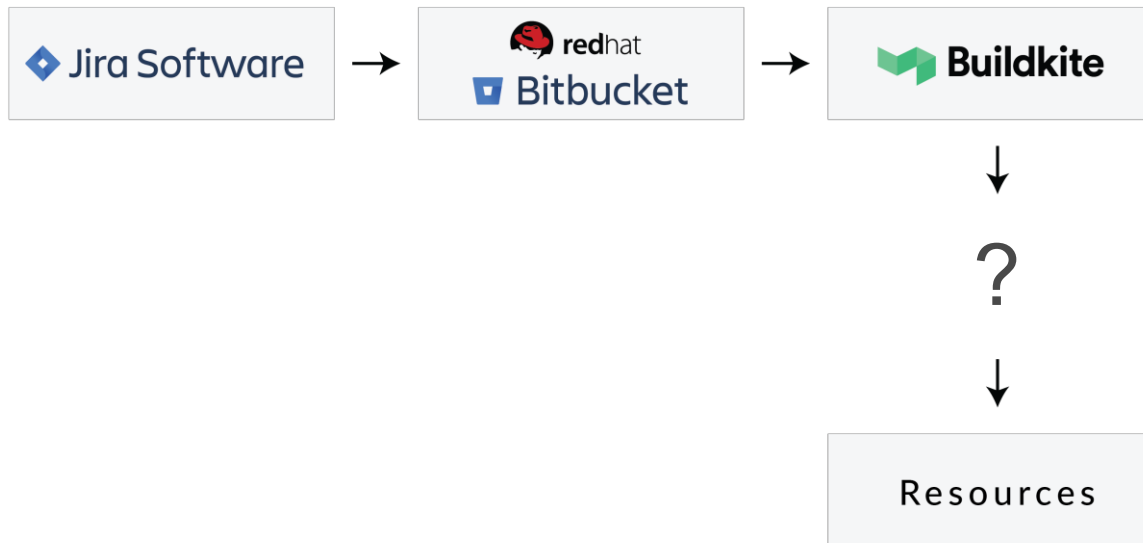 Jira Software
redhat
Bitbucket
Buildkite
?
Resources